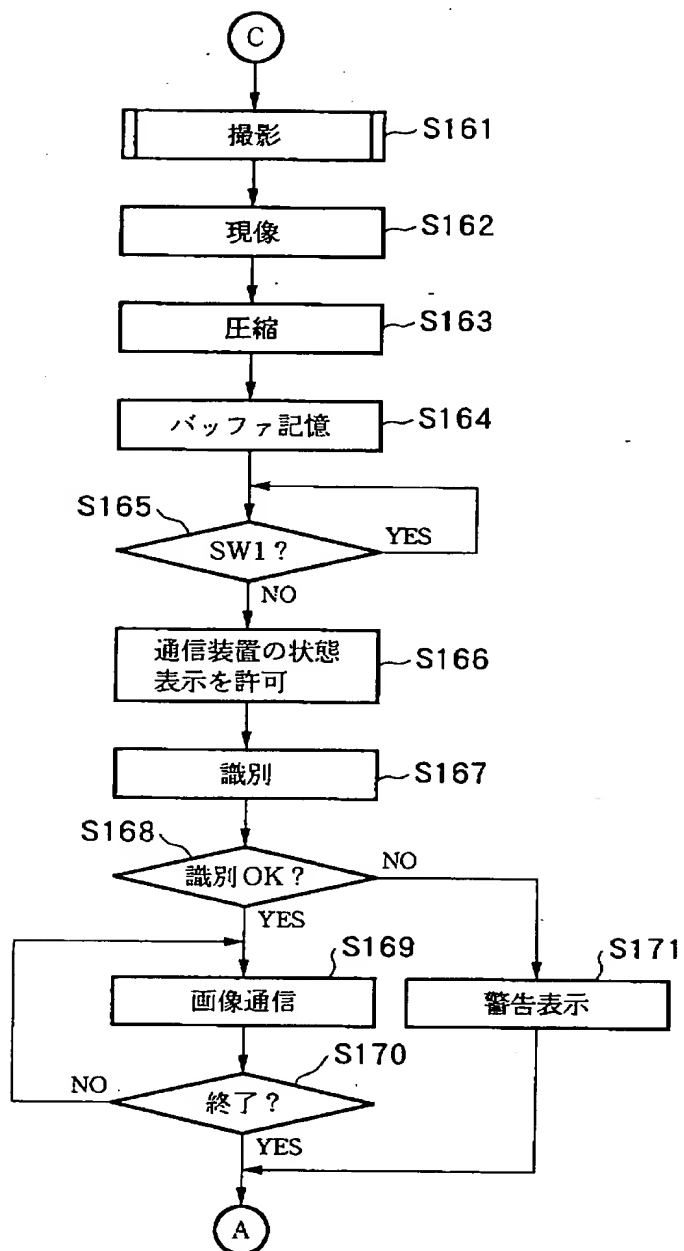 C
撮影
S161
現像
S162
圧縮
S163
バッファ記憶
S164
S165
SW1?
YES
NO
通信装置の状態
表示を許可
S166
識別
S167
S168
識別OK?
NO
YES
S169
画像通信
S171
警告表示
S170
NO
終了?
YES
A